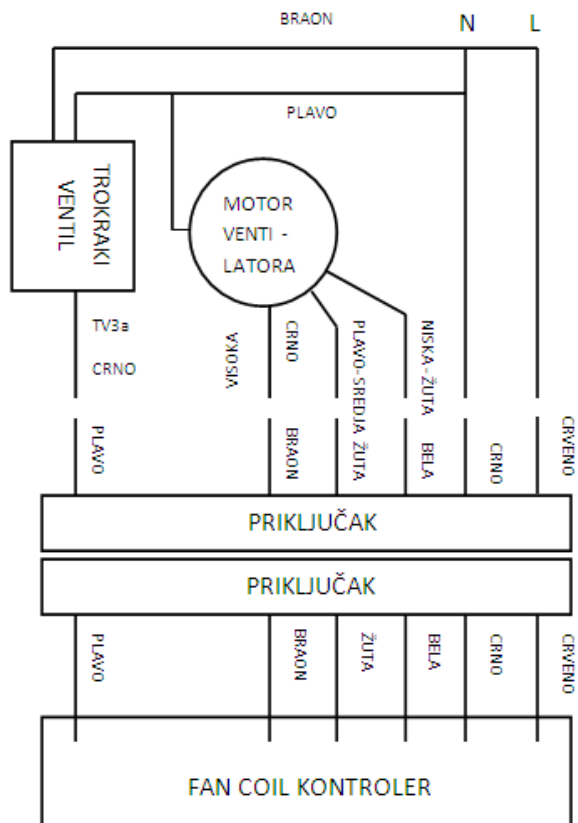 BRAON
N
L
PLAVO
TROKRAKI
VENTIL
MOTOR
VENTI -
LATORA
TV3a
CRNO
VISOKA
CRNO
PLAVO-SREDJA
NISKA - ŽUTA
PLAVO
BRAON
ŽUTA
BELA
CRNO
CRVENO
PRIKLJUČAK
PRIKLJUČAK
PLAVO
BRAON
ŽUTA
BELA
CRNO
CRVENO
FAN COIL KONTROLER